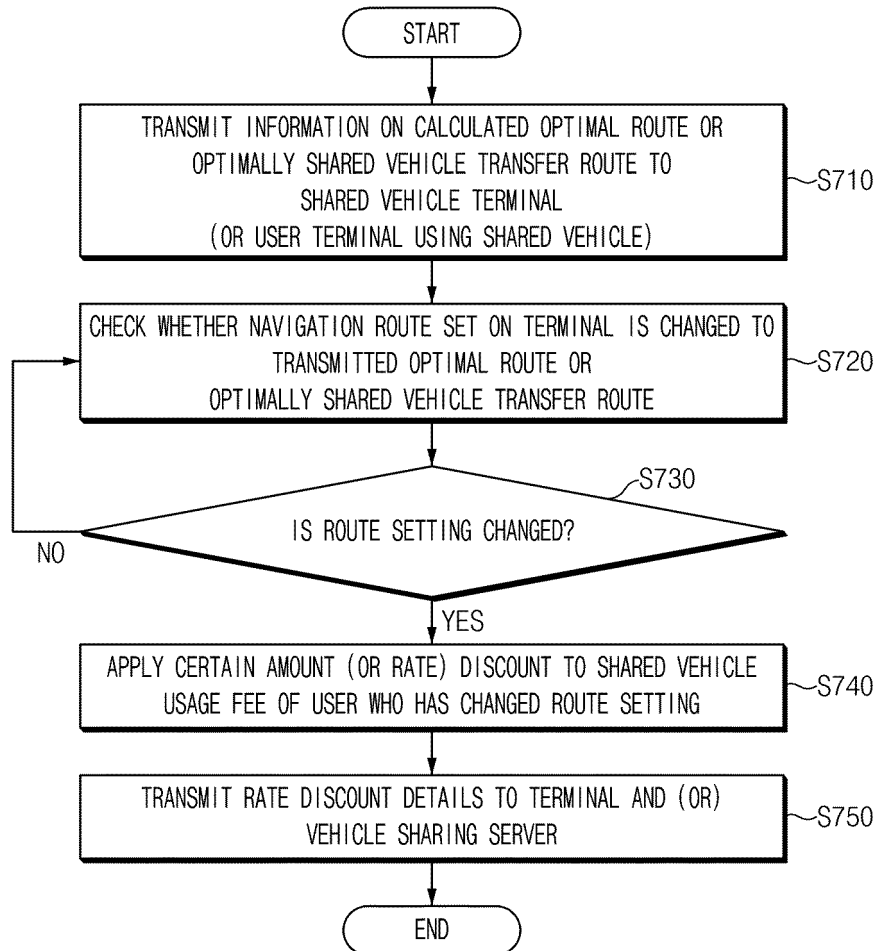 START
TRANSMIT INFORMATION ON CALCULATED OPTIMAL ROUTE OR
OPTIMALLY SHARED VEHICLE TRANSFER ROUTE TO
SHARED VEHICLE TERMINAL
(OR USER TERMINAL USING SHARED VEHICLE)
S710
CHECK WHETHER NAVIGATION ROUTE SET ON TERMINAL IS CHANGED TO
TRANSMITTED OPTIMAL ROUTE OR
OPTIMALLY SHARED VEHICLE TRANSFER ROUTE
S720
S730
IS ROUTE SETTING CHANGED?
NO
YES
APPLY CERTAIN AMOUNT (OR RATE) DISCOUNT TO SHARED VEHICLE
USAGE FEE OF USER WHO HAS CHANGED ROUTE SETTING
S740
TRANSMIT RATE DISCOUNT DETAILS TO TERMINAL AND (OR)
VEHICLE SHARING SERVER
S750
END